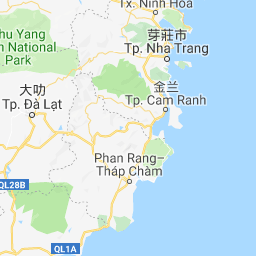 Tx. Ninh Hòa
hu Yang
n National
Park
芽莊市
Tp. Nha Trang
大叻
Tp. Đà Lạt
金兰
Tp. Cam Ranh
Phan Rang–
Tháp Chàm
QL28B
QL1A